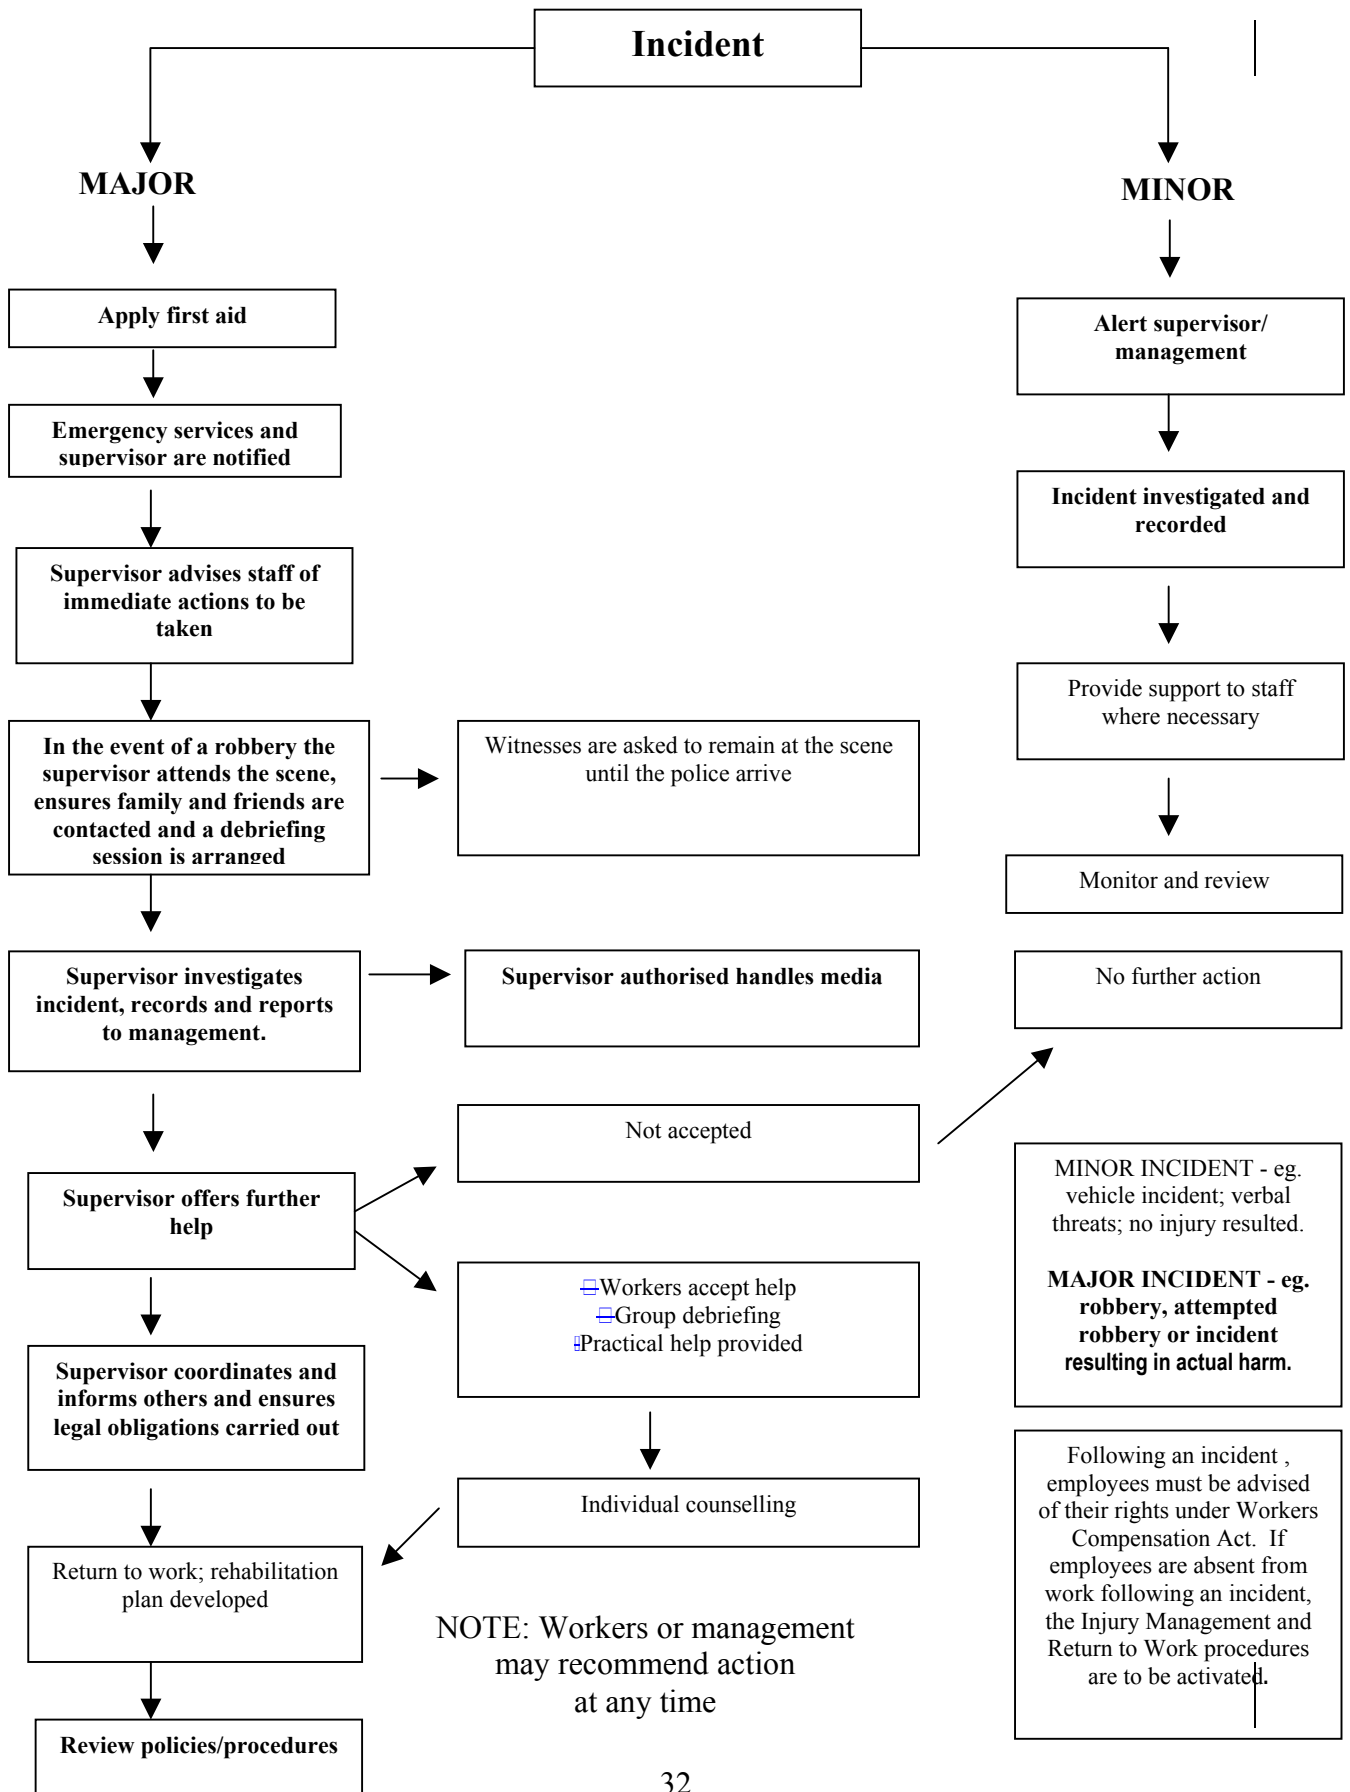 Incident
MAJOR
MINOR
Apply first aid
Alert supervisor/
management
Emergency services and
supervisor are notified
Incident investigated and
recorded
Supervisor advises staff of
immediate actions to be
taken
Provide support to staff
where necessary
In the event of a robbery the
supervisor attends the scene,
ensures family and friends are
contacted and a debriefing
session is arranged
Witnesses are asked to remain at the scene
until the police arrive
Monitor and review
Supervisor investigates
incident, records and reports
to management.
Supervisor authorised handles media
No further action
Not accepted
Supervisor offers further
help
Workers accept help
Group debriefing
Practical help provided
MINOR INCIDENT - eg.
vehicle incident; verbal
threats; no injury resulted.
MAJOR INCIDENT - eg.
robbery, attempted
robbery or incident
resulting in actual harm.
Supervisor coordinates and
informs others and ensures
legal obligations carried out
Individual counselling
Following an incident ,
employees must be advised
of their rights under Workers
Compensation Act.  If
employees are absent from
work following an incident,
the Injury Management and
Return to Work procedures
are to be activated.
Return to work; rehabilitation
plan developed
NOTE: Workers or management
may recommend action
at any time
Review policies/procedures
32